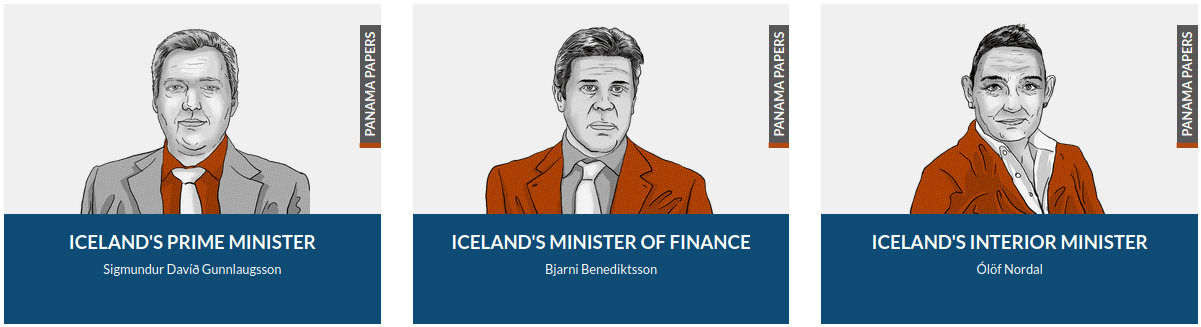 PANAMA PAPERS
ICELAND'S PRIME MINISTER
Sigmundur Davíð Gunnlaugsson
PANAMA PAPERS
ICELAND'S MINISTER OF FINANCE
Bjarni Benediktsson
PANAMA PAPERS
ICELAND'S INTERIOR MINISTER
Ólöf Nordal